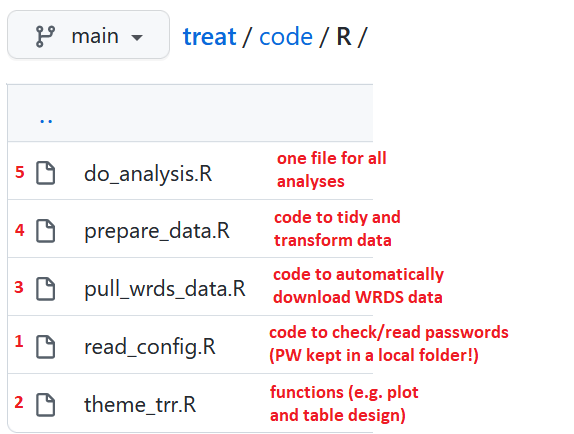 main treat / code / R /
..
5 do_analysis.R one file for all
analyses
4 prepare_data.R code to tidy and
transform data
3 pull_wrds_data.R code to automatically
download WRDS data
1 read_config.R code to check/read passwords
(PW kept in a local folder!)
2 theme_trr.R functions (e.g. plot
and table design)